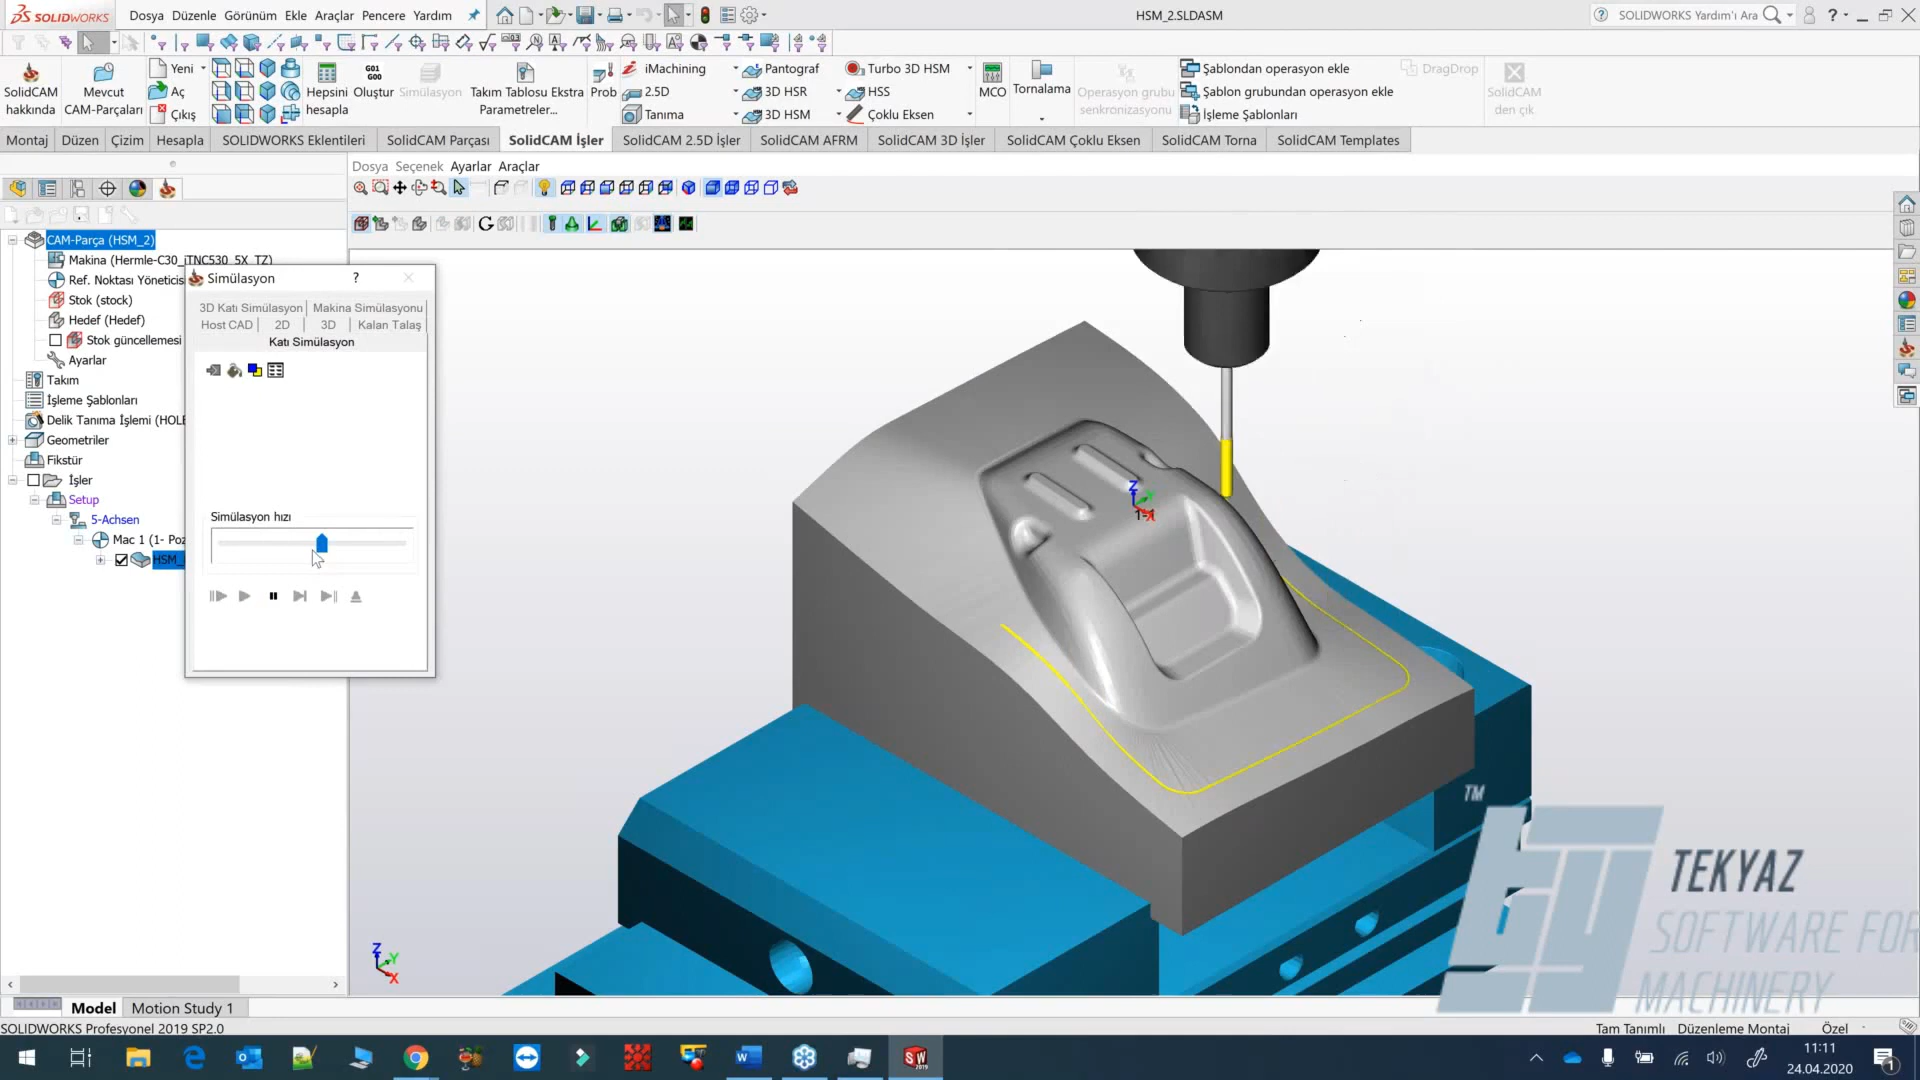 SOLIDWORKS
Dosya Düzenle Görünüm Ekle Araçlar Pencere Yardım
HSM_2.SLDASM
SOLIDWORKS Yardım'ı Ara
?
SolidCAM hakkında
Mevcut CAM-Parçaları
Yeni
Aç
Çıkış
Hepsini hesapla
G01 G00
Oluştur
Simülasyon
Takım Tablosu Ekstra Parametreler...
Prob
iMachining
2.5D
Tanıma
Pantograf
3D HSR
3D HSM
Turbo 3D HSM
HSS
Çoklu Eksen
MCO
Tornalama
Operasyon grubu senkronizasyonu
Şablondan operasyon ekle
Şablon grubundan operasyon ekle
İşleme Şablonları
DragDrop
SolidCAM den çık
Montaj Düzen Çizim Hesapla SOLIDWORKS Eklentileri SolidCAM Parçası SolidCAM İşler SolidCAM 2.5D İşler SolidCAM AFRM SolidCAM 3D İşler SolidCAM Çoklu Eksen SolidCAM Torna SolidCAM Templates
Dosya Seçenek Ayarlar Araçlar
CAM-Parça (HSM_2)
Makina (Hermle-C30_iTNC530_5X_TZ)
Ref. Noktası Yöneticis
Stok (stock)
Hedef (Hedef)
Stok güncellemesi
Ayarlar
Takım
İşleme Şablonları
Delik Tanıma İşlemi (HOLE
Geometriler
Fikstür
İşler
Setup
5-Achsen
Mac 1 (1- Poz
HSM_
Simülasyon
?
3D Katı Simülasyon Makina Simülasyonu
Host CAD 2D 3D Kalan Talaş
Katı Simülasyon
Simülasyon hızı
Z
1-1
X
Z
Y
X
TM
TEKYAZ
SOFTWARE FOR
MACHINERY
Model Motion Study 1
SOLIDWORKS Profesyonel 2019 SP2.0
Tam Tanımlı Düzenleme Montaj Özel
11:11
24.04.2020
1